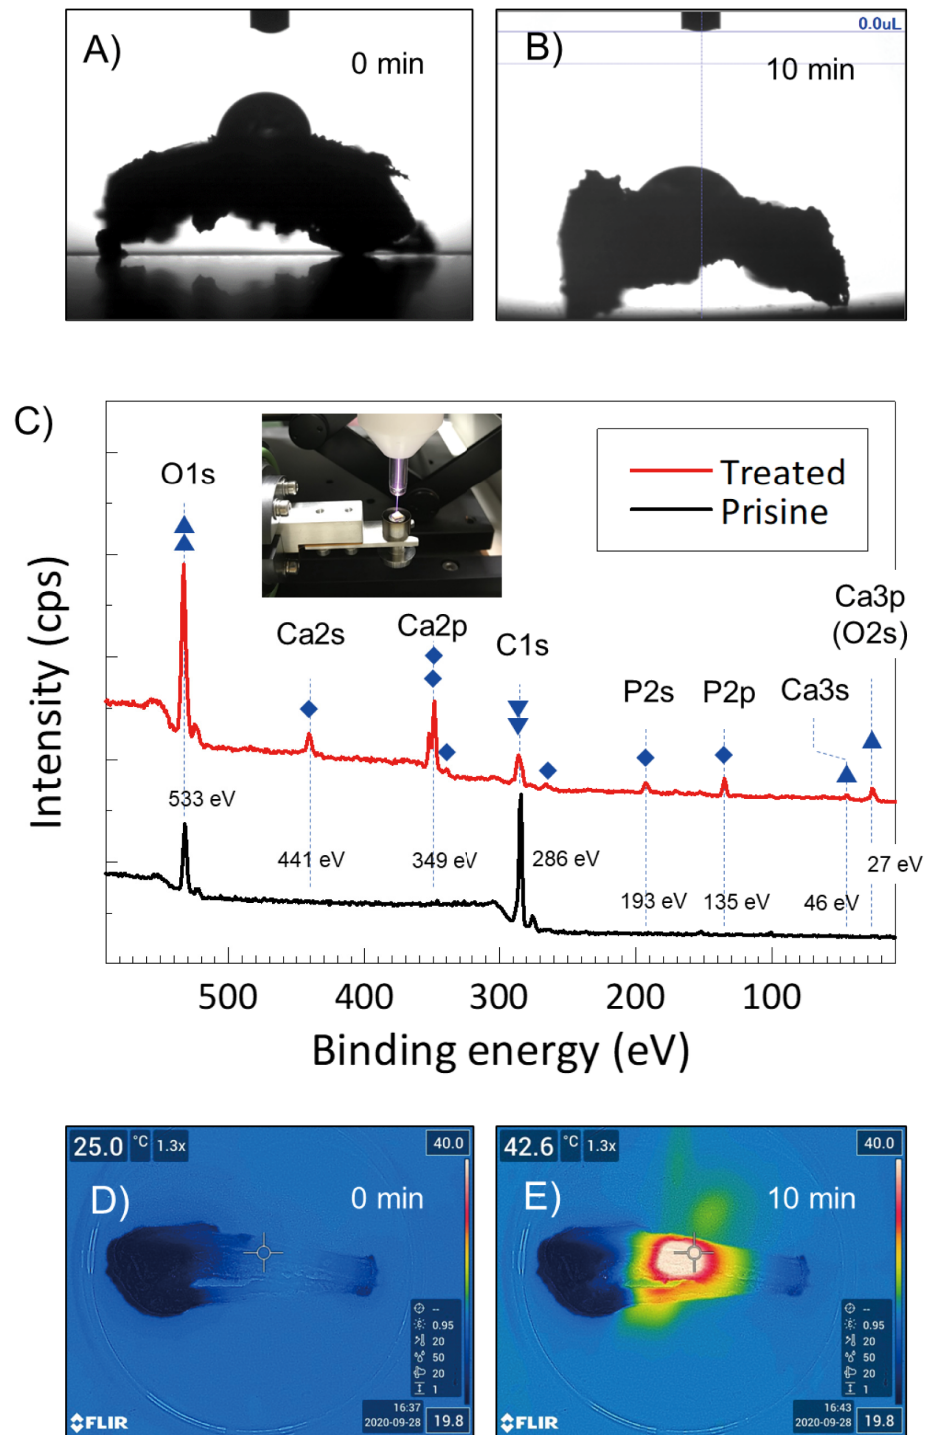 A)
0 min
B)
0.0uL
10 min
C)
O1s
Ca2s
Ca2p
C1s
P2s
P2p
Ca3s
Ca3p
(O2s)
Treated
Prisine
533 eV
441 eV
349 eV
286 eV
193 eV
135 eV
46 eV
27 eV
Intensity (cps)
500
400
300
200
100
Binding energy (eV)
25.0 °C 1.3x
40.0
D)
0 min
--
0.95
20
50
20
1
16:37
2020-09-28
19.8
FLIR
42.6 °C 1.3x
40.0
E)
10 min
--
0.95
20
50
20
1
16:43
2020-09-28
19.8
FLIR